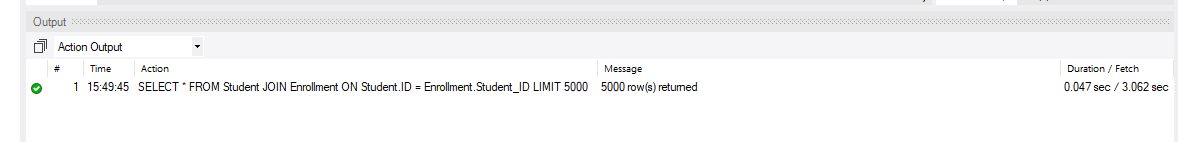 Output
Action Output
# Time Action Message Duration / Fetch
1 15:49:45 SELECT * FROM Student JOIN Enrollment ON Student.ID = Enrollment.Student_ID LIMIT 5000 5000 row(s) returned 0.047 sec / 3.062 sec